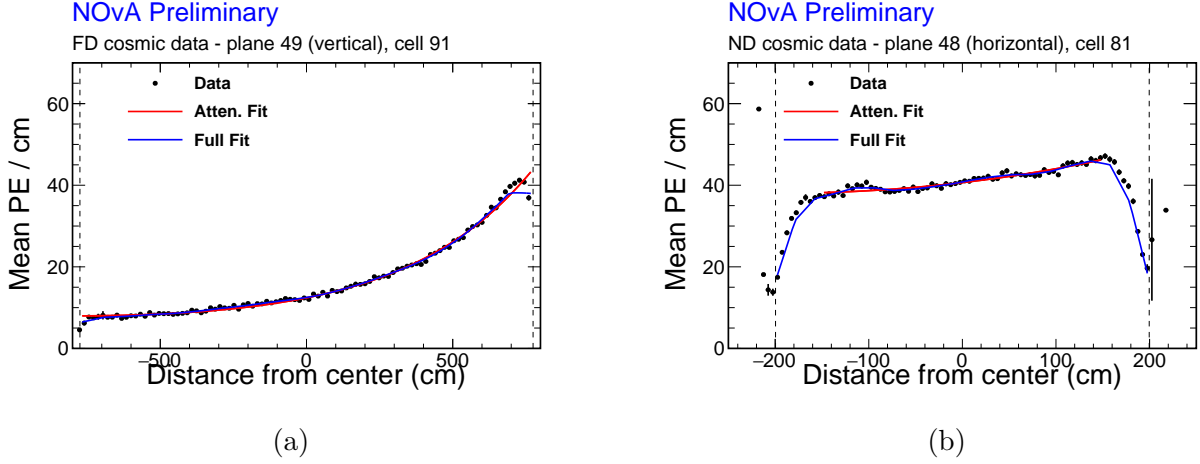 NOvA Preliminary
FD cosmic data - plane 49 (vertical), cell 91
Data
Atten. Fit
Full Fit
Mean PE / cm
60
40
20
0
−500 0 500
Distance from center (cm)
(a)
NOvA Preliminary
ND cosmic data - plane 48 (horizontal), cell 81
Data
Atten. Fit
Full Fit
Mean PE / cm
60
40
20
0
−200 −100 0 100 200
Distance from center (cm)
(b)